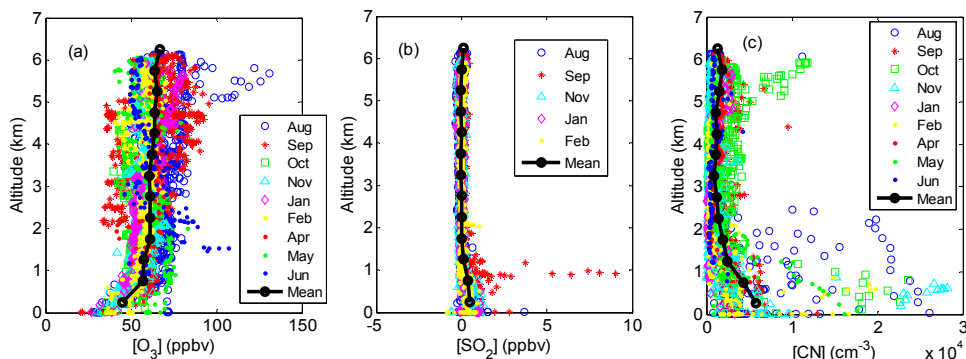 (a)
7
6
5
4
3
2
1
0
Altitude (km)
0 50 100 150
[O3] (ppbv)
Aug
Sep
Oct
Nov
Jan
Feb
Apr
May
Jun
Mean
(b)
7
6
5
4
3
2
1
0
Altitude (km)
-5 0 5 10
[SO2] (ppbv)
Aug
Sep
Nov
Jan
Feb
Mean
(c)
7
6
5
4
3
2
1
0
Altitude (km)
0 1 2 3
x 10^4
[CN] (cm-3)
Aug
Sep
Oct
Nov
Jan
Feb
Apr
May
Jun
Mean